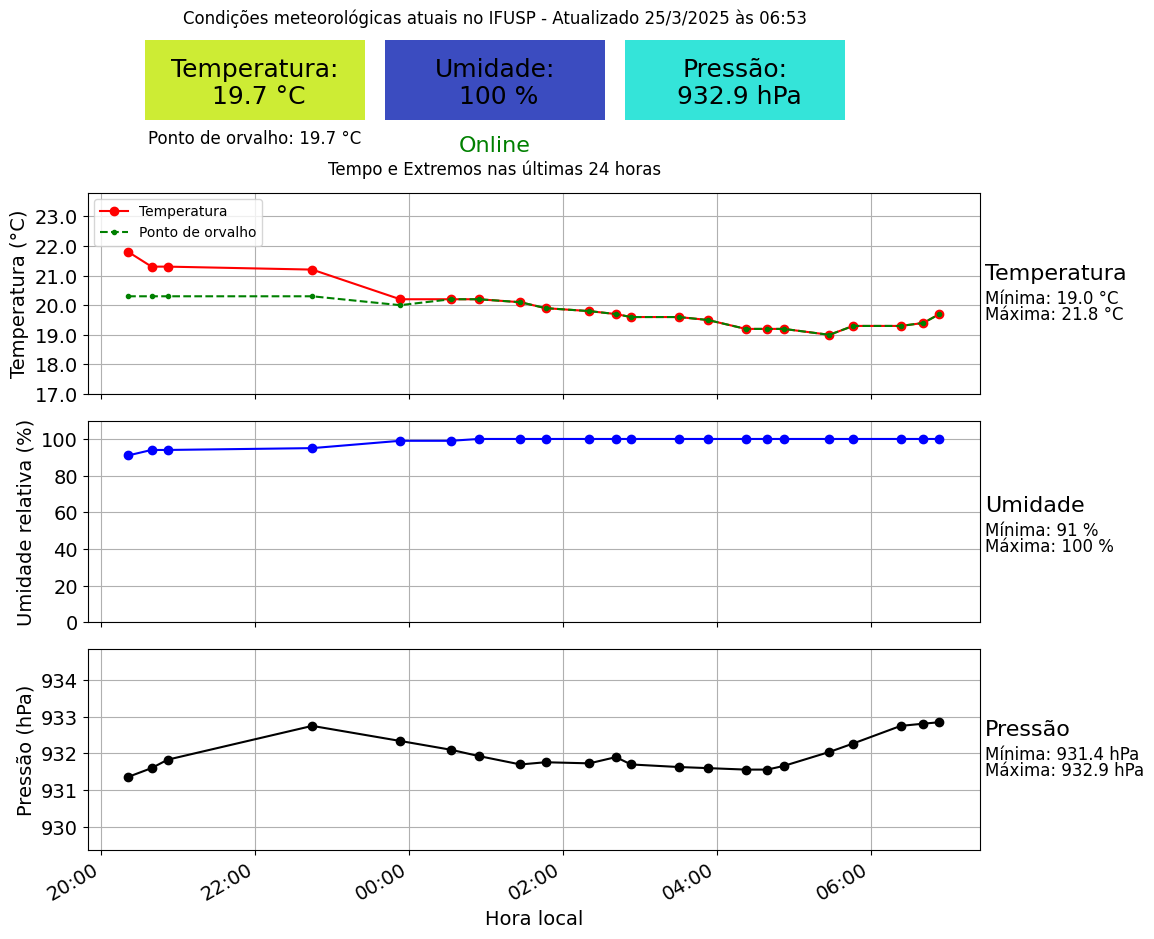 Condições meteorológicas atuais no IFUSP - Atualizado 25/3/2025 às 06:53
Temperatura:
19.7 °C
Umidade:
100 %
Pressão:
932.9 hPa
Ponto de orvalho: 19.7 °C
Online
Tempo e Extremos nas últimas 24 horas
Temperatura (°C)
23.0
22.0
21.0
20.0
19.0
18.0
17.0
Temperatura
Ponto de orvalho
Temperatura
Mínima: 19.0 °C
Máxima: 21.8 °C
Umidade relativa (%)
100
80
60
40
20
0
Umidade
Mínima: 91 %
Máxima: 100 %
Pressão (hPa)
934
933
932
931
930
Pressão
Mínima: 931.4 hPa
Máxima: 932.9 hPa
20:00
22:00
00:00
02:00
04:00
06:00
Hora local